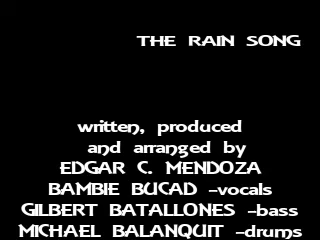 THE RAIN SONG
written, produced
and arranged by
EDGAR C. MENDOZA
BAMBIE BUCAD -vocals
GILBERT BATALLONES -bass
MICHAEL BALANQUIT -drums